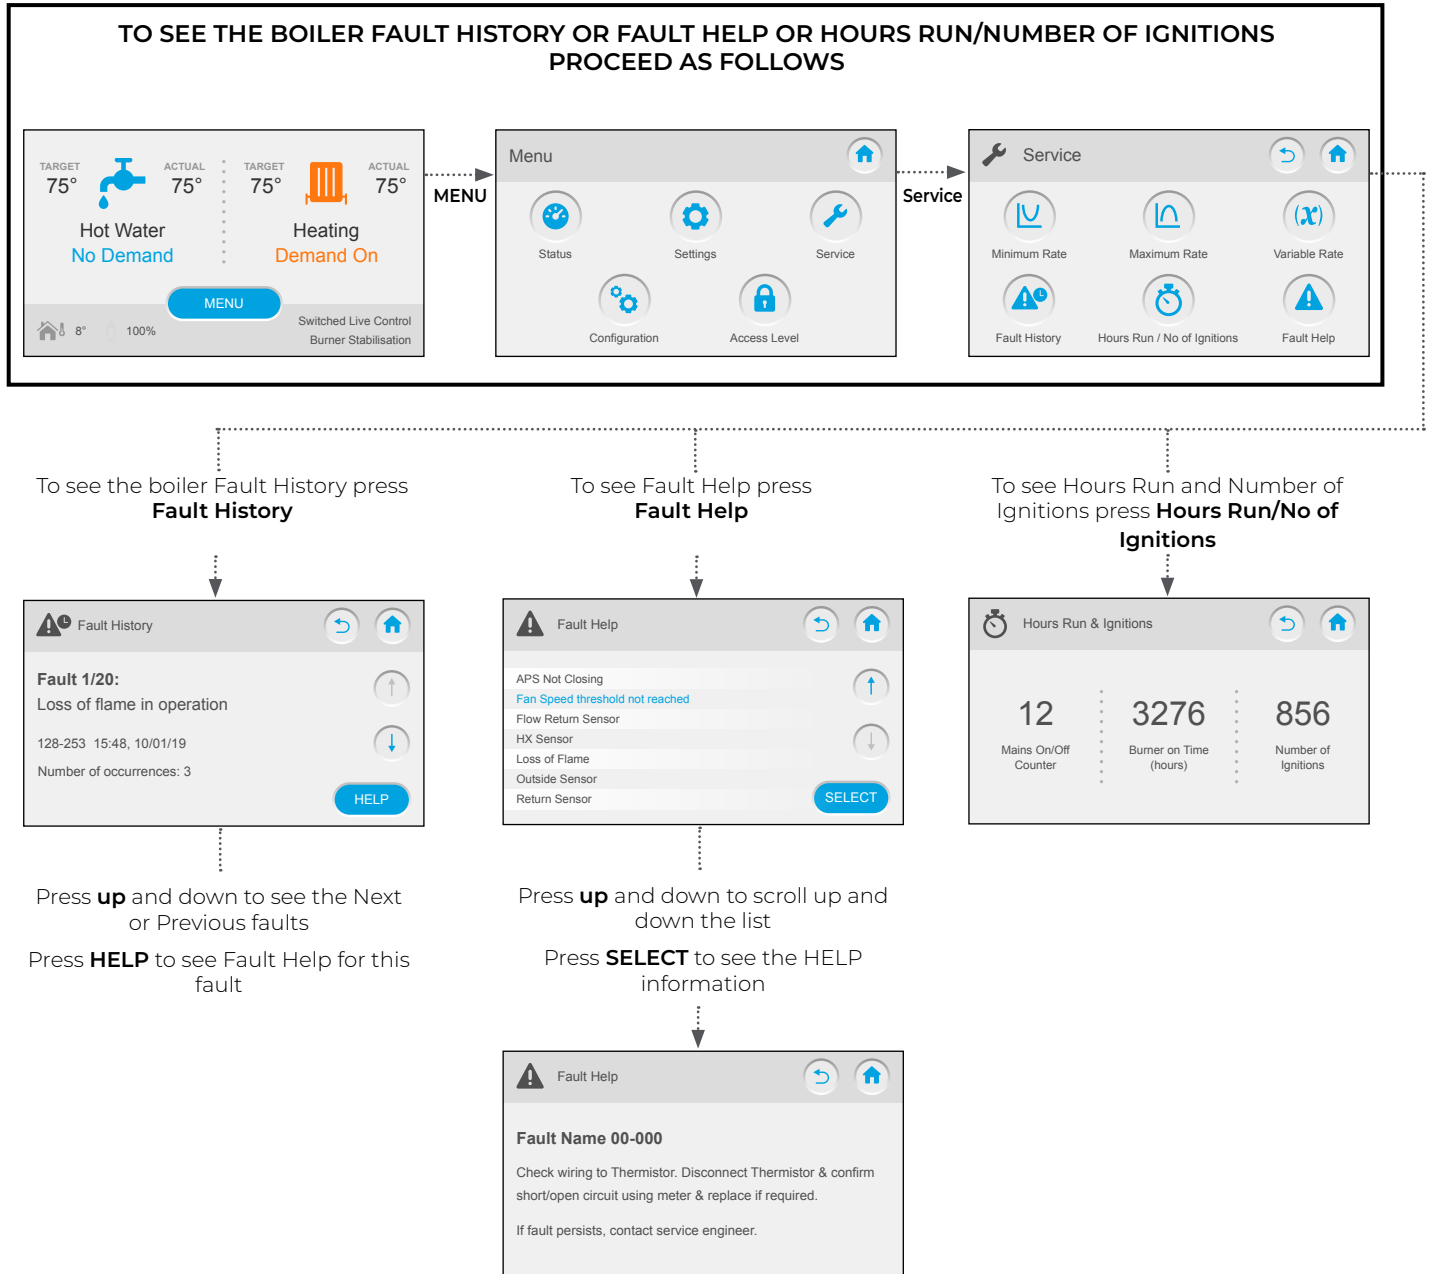 TO SEE THE BOILER FAULT HISTORY OR FAULT HELP OR HOURS RUN/NUMBER OF IGNITIONS
PROCEED AS FOLLOWS
TARGET
75°
ACTUAL
75°
Hot Water
No Demand
TARGET
75°
ACTUAL
75°
Heating
Demand On
MENU
8°
100%
Switched Live Control
Burner Stabilisation
MENU
Menu
Status
Settings
Service
Configuration
Access Level
Service
Service
Minimum Rate
Maximum Rate
(x)
Variable Rate
Fault History
Hours Run / No of Ignitions
Fault Help
To see the boiler Fault History press
Fault History
Fault History
Fault 1/20:
Loss of flame in operation
128-253 15:48, 10/01/19
Number of occurrences: 3
HELP
Press up and down to see the Next
or Previous faults
Press HELP to see Fault Help for this
fault
To see Fault Help press
Fault Help
Fault Help
APS Not Closing
Fan Speed threshold not reached
Flow Return Sensor
HX Sensor
Loss of Flame
Outside Sensor
Return Sensor
SELECT
Press up and down to scroll up and
down the list
Press SELECT to see the HELP
information
Fault Help
Fault Name 00-000
Check wiring to Thermistor. Disconnect Thermistor & confirm
short/open circuit using meter & replace if required.
If fault persists, contact service engineer.
To see Hours Run and Number of
Ignitions press Hours Run/No of
Ignitions
Hours Run & Ignitions
12
Mains On/Off
Counter
3276
Burner on Time
(hours)
856
Number of
Ignitions